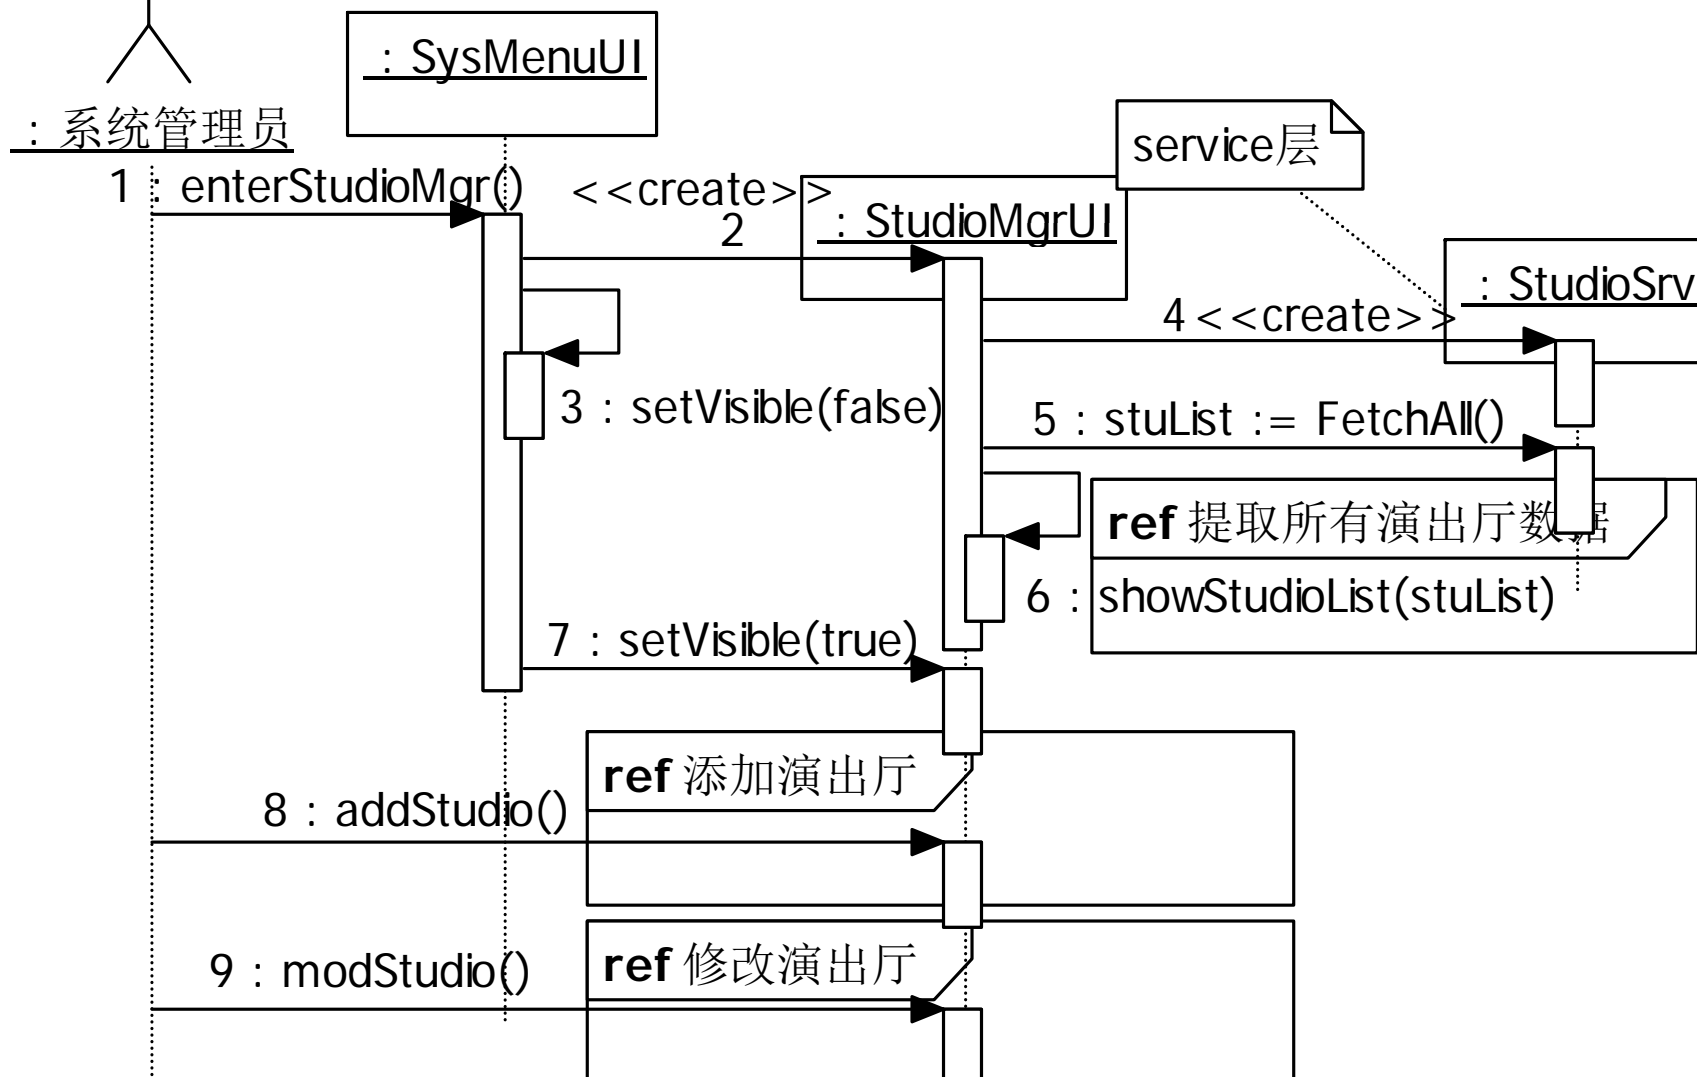 : SysMenuUI
: 系统管理员
service层
1 : enterStudioMgr()
<<create>>
2
: StudioMgrUI
: StudioSrv
4 <<create>>
3 : setVisible(false)
5 : stuList := FetchAll()
ref 提取所有演出厅数据
6 : showStudioList(stuList)
7 : setVisible(true)
ref 添加演出厅
8 : addStudio()
ref 修改演出厅
9 : modStudio()